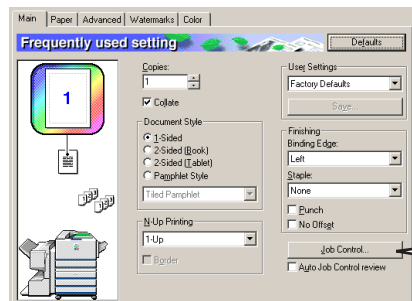 Main Paper Advanced Watermarks Color
Frequently used setting
Defaults
1
Copies:
1
Collate
Document Style
1-Sided
2-Sided (Book)
2-Sided (Tablet)
Pamphlet Style
Tiled Pamphlet
N-Up Printing
1-Up
Border
User Settings
Factory Defaults
Save...
Finishing
Binding Edge:
Left
Staple:
None
Punch
No Offset
Job Control...
Auto Job Control review